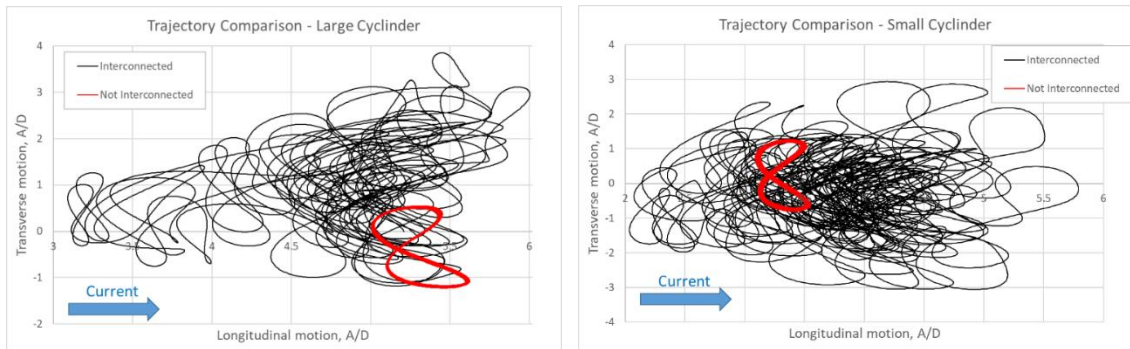 Trajectory Comparison - Large Cyclinder
4
3
2
1
0
-1
-2
Transverse motion, A/D
Interconnected
Not Interconnected
3
4
4.5
6
Current
Longitudinal motion, A/D
Trajectory Comparison - Small Cyclinder
4
3
2
1
0
-1
-2
-3
-4
Transverse motion, A/D
Interconnected
Not Interconnected
2
5
5.5
6
Current
Longitudinal motion, A/D